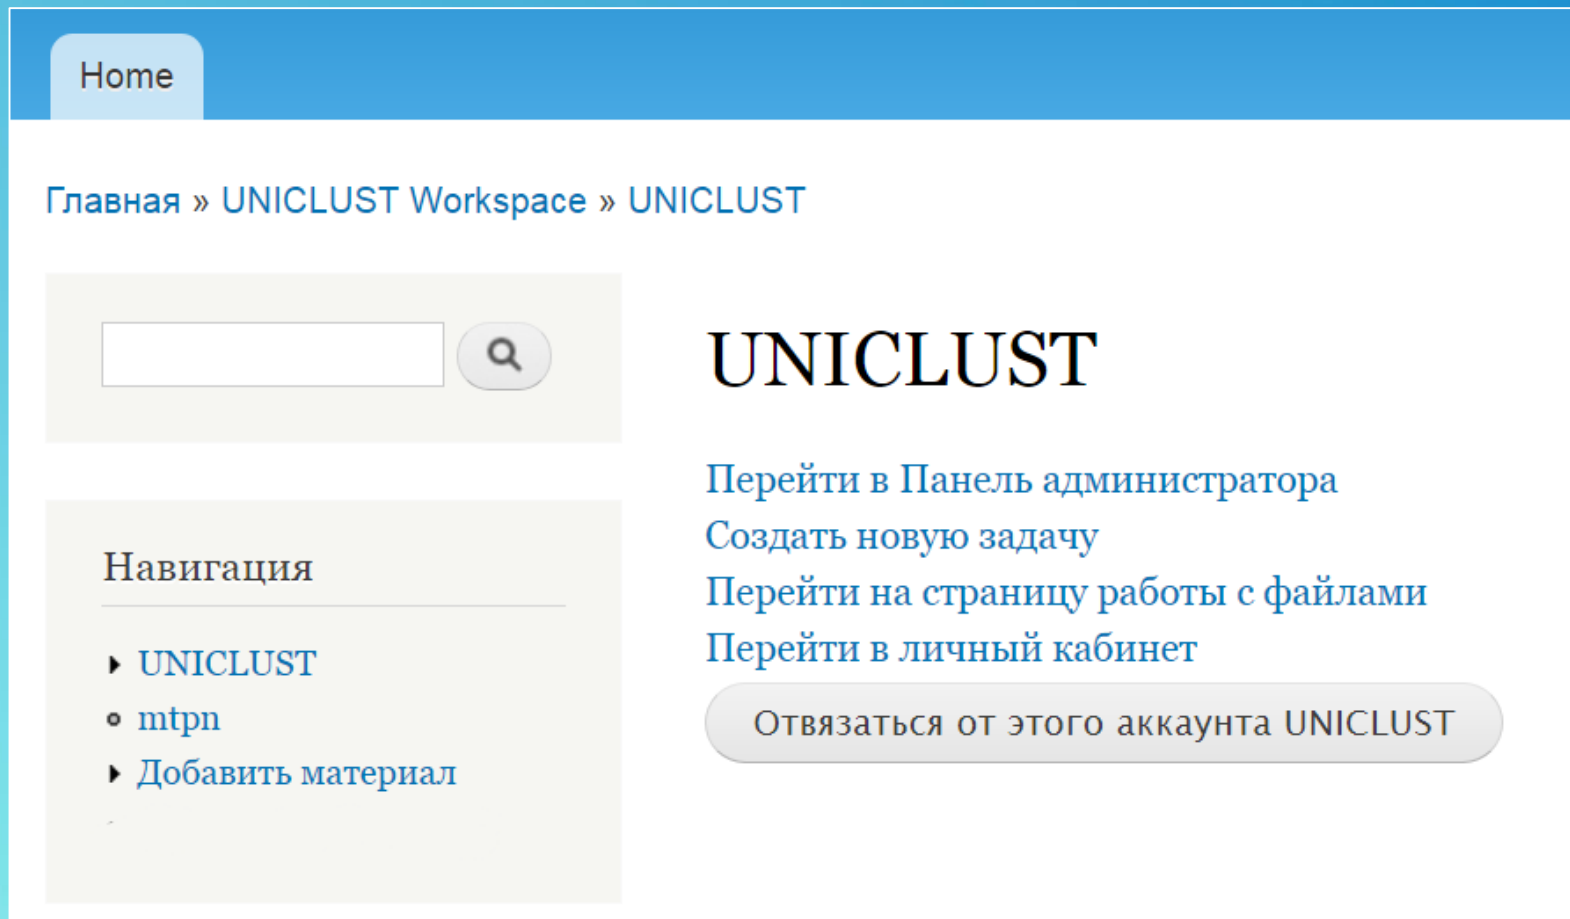 Home
Главная » UNICLUST Workspace » UNICLUST
UNICLUST
Перейти в Панель администратора
Создать новую задачу
Перейти на страницу работы с файлами
Перейти в личный кабинет
Отвязаться от этого аккаунта UNICLUST
Навигация
UNICLUST
mtpn
Добавить материал